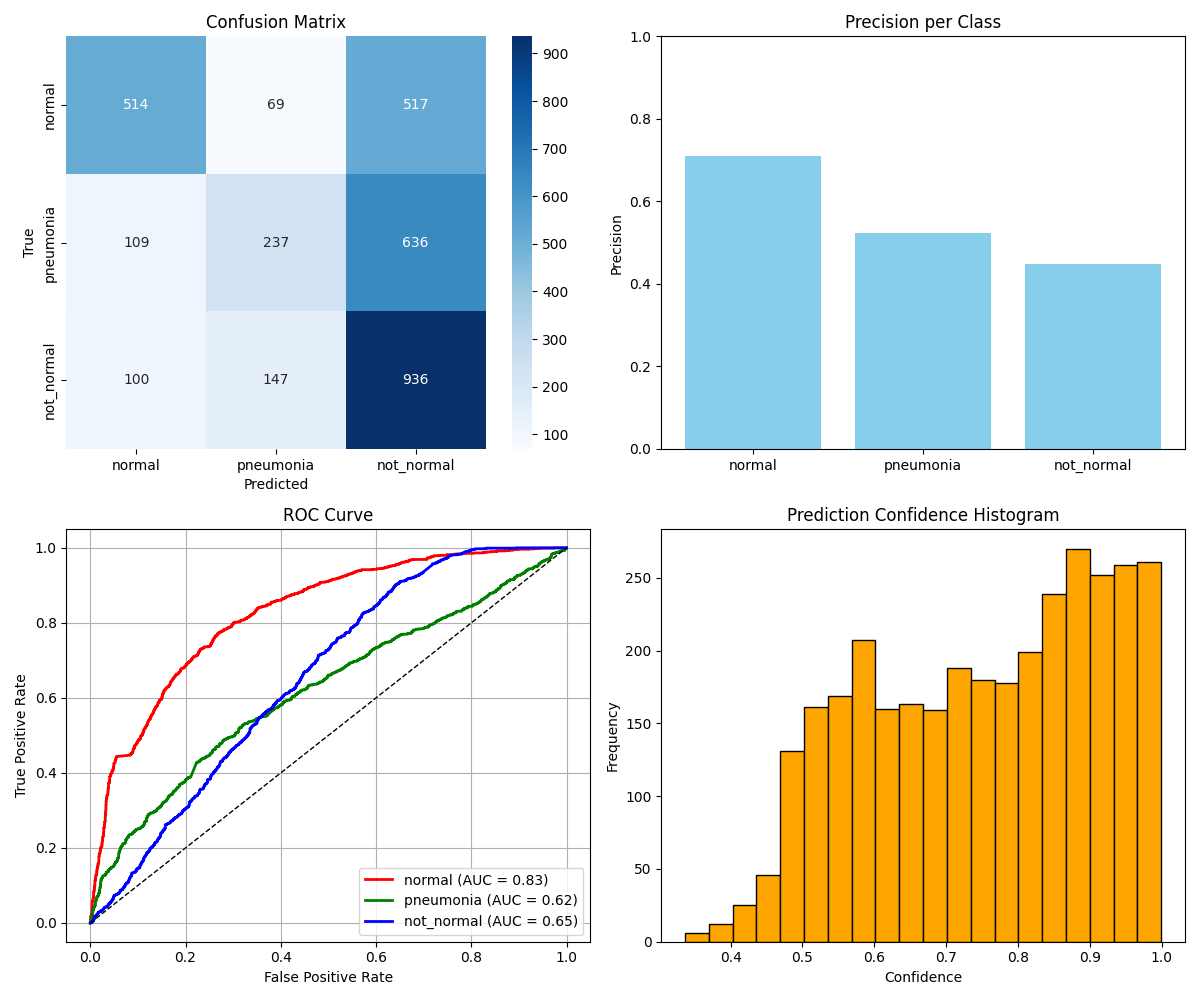 Confusion Matrix
normal
pneumonia
not_normal
True
514 69 517
109 237 636
100 147 936
normal pneumonia not_normal
Predicted
900
800
700
600
500
400
300
200
100
Precision per Class
Precision
1.0
0.8
0.6
0.4
0.2
0.0
normal pneumonia not_normal
ROC Curve
True Positive Rate
1.0
0.8
0.6
0.4
0.2
0.0
normal (AUC = 0.83)
pneumonia (AUC = 0.62)
not_normal (AUC = 0.65)
0.0 0.2 0.4 0.6 0.8 1.0
False Positive Rate
Prediction Confidence Histogram
Frequency
250
200
150
100
50
0
0.4 0.5 0.6 0.7 0.8 0.9 1.0
Confidence